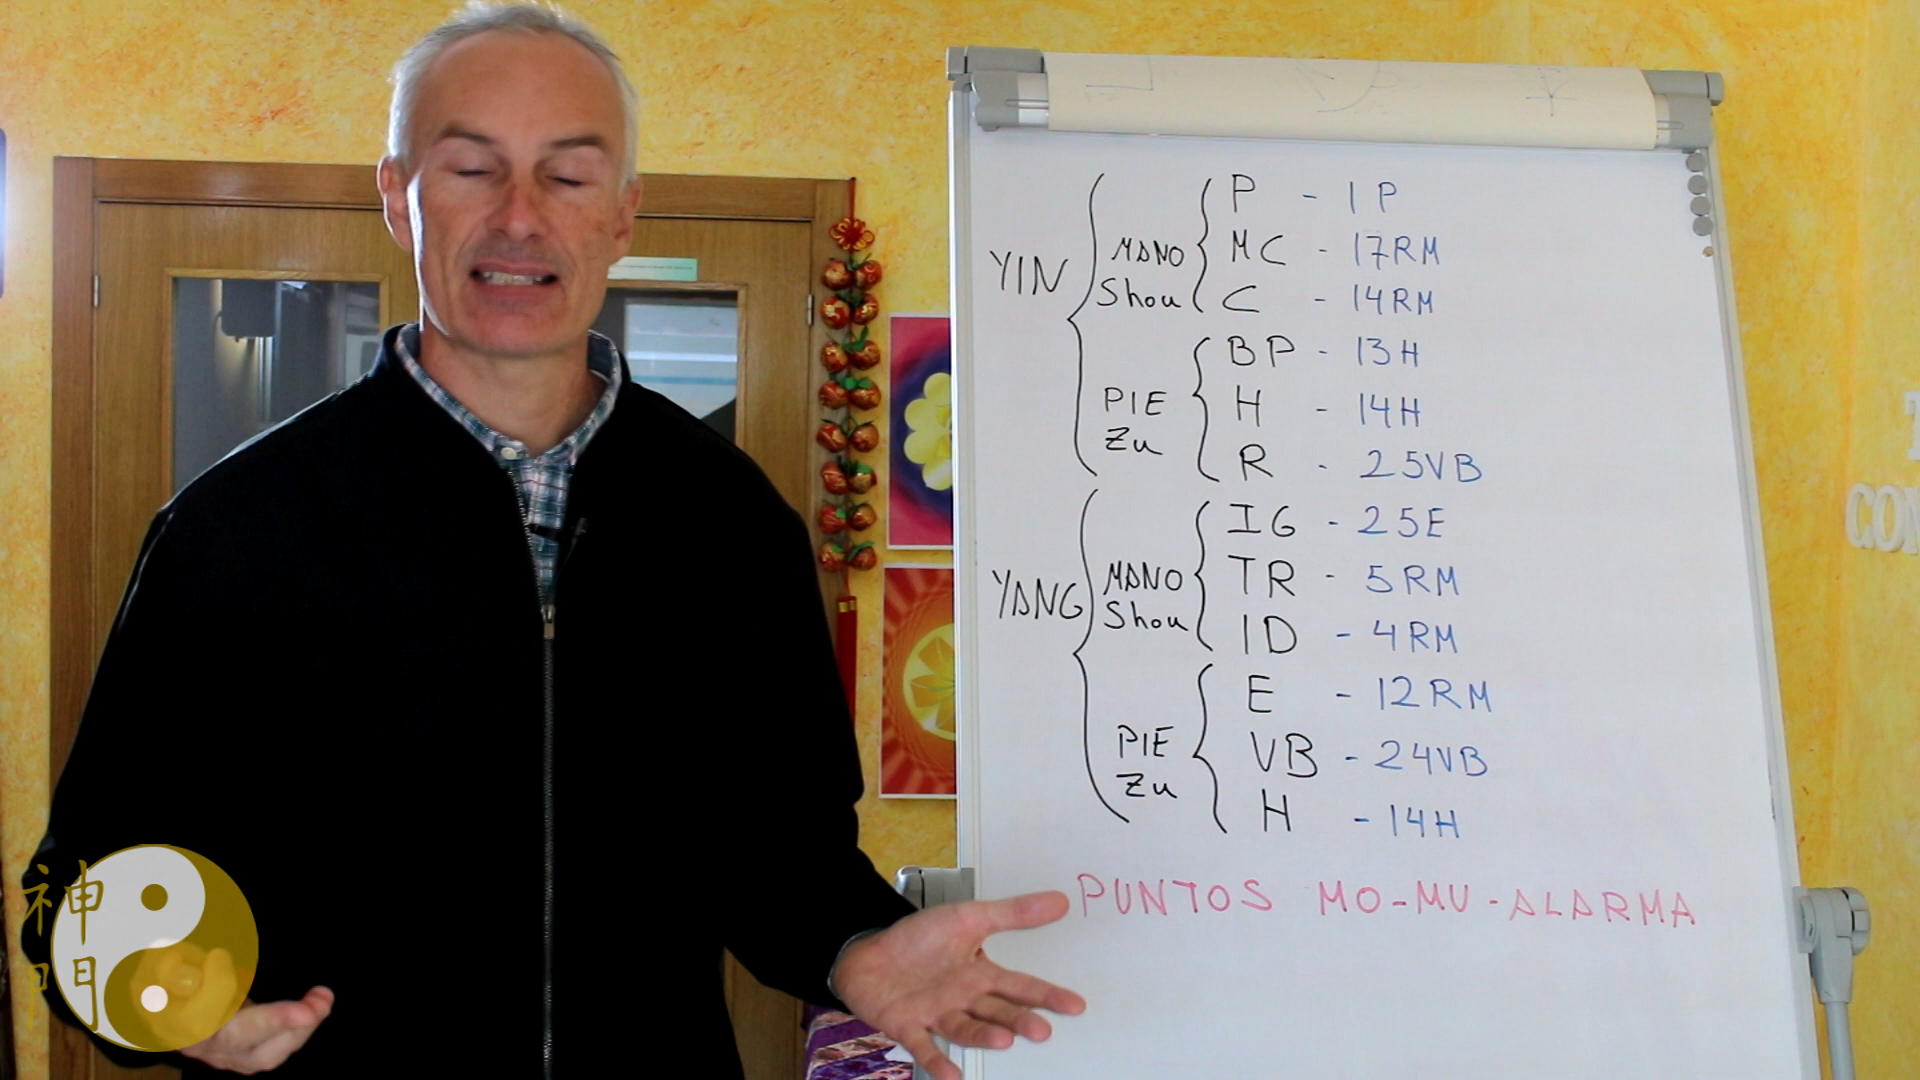 YIN
MANO
Shou
P - 1P
MC - 17RM
C - 14RM
PIE
Zu
BP - 13H
H - 14H
R - 25VB
YANG
MANO
Shou
IG - 25E
TR - 5RM
ID - 4RM
PIE
Zu
E - 12RM
VB - 24VB
H - 14H
PUNTOS MO-MU-ALARMA
神
門
CON